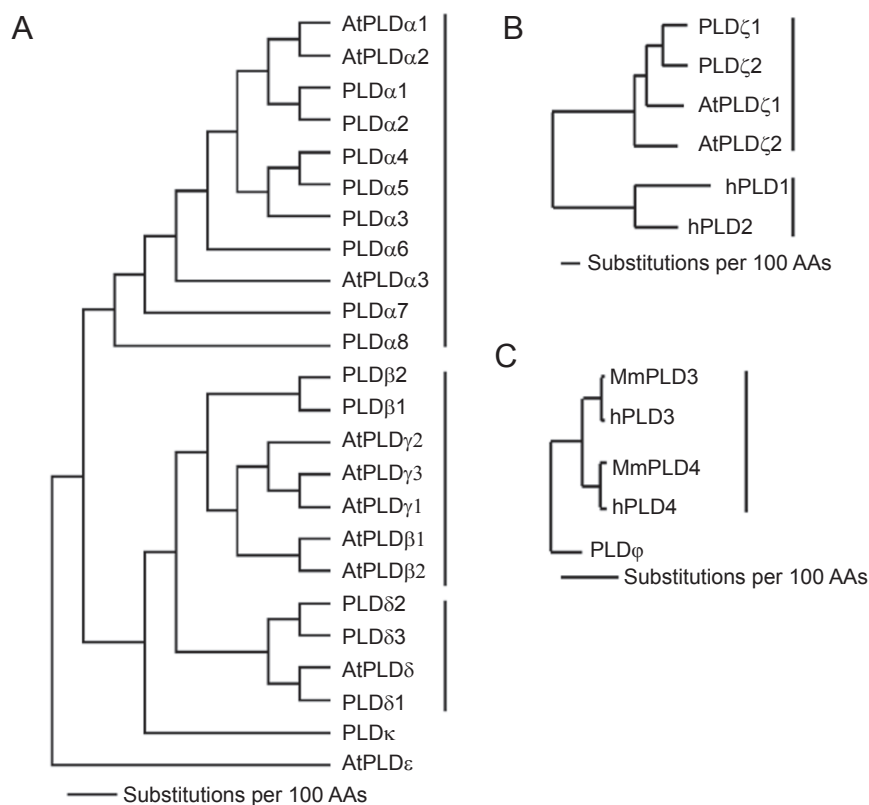 A
AtPLDα1
AtPLDα2
PLDα1
PLDα2
PLDα4
PLDα5
PLDα3
PLDα6
AtPLDα3
PLDα7
PLDα8
PLDβ2
PLDβ1
AtPLDγ2
AtPLDγ3
AtPLDγ1
AtPLDβ1
AtPLDβ2
PLDδ2
PLDδ3
AtPLDδ
PLDδ1
PLDκ
AtPLDε
Substitutions per 100 AAs
B
PLDζ1
PLDζ2
AtPLDζ1
AtPLDζ2
hPLD1
hPLD2
Substitutions per 100 AAs
C
MmPLD3
hPLD3
MmPLD4
hPLD4
PLDφ
Substitutions per 100 AAs